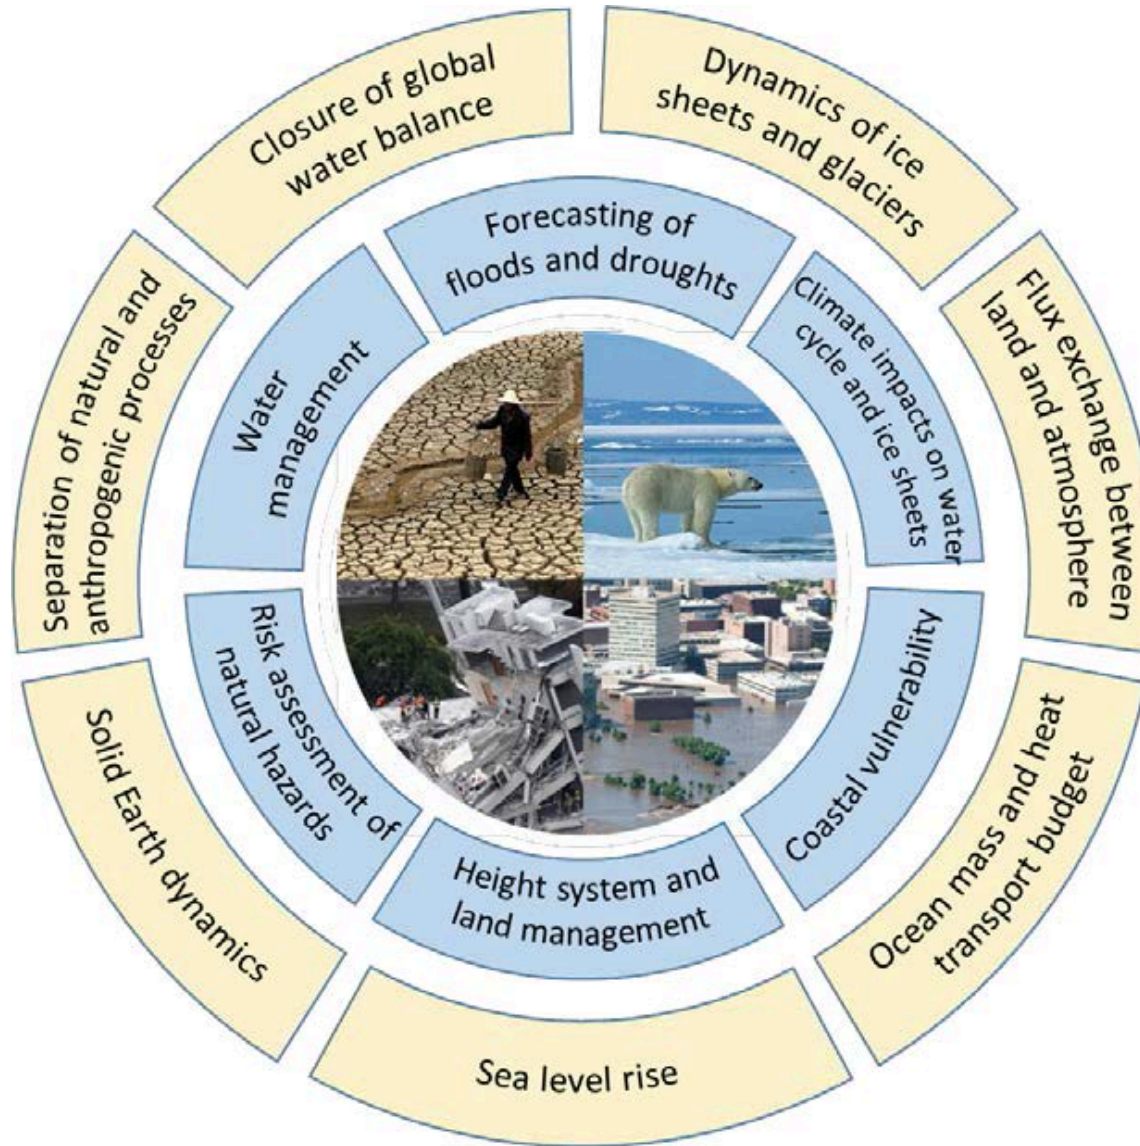 Closure of global
water balance
Dynamics of ice
sheets and glaciers
Flux exchange between
land and atmosphere
Ocean mass and heat
transport budget
Sea level rise
Solid Earth dynamics
Separation of natural and
anthropogenic processes
Forecasting of
floods and droughts
Climate impacts on water
cycle and ice sheets
Coastal vulnerability
Height system and
land management
Risk assessment of
natural hazards
Water
management